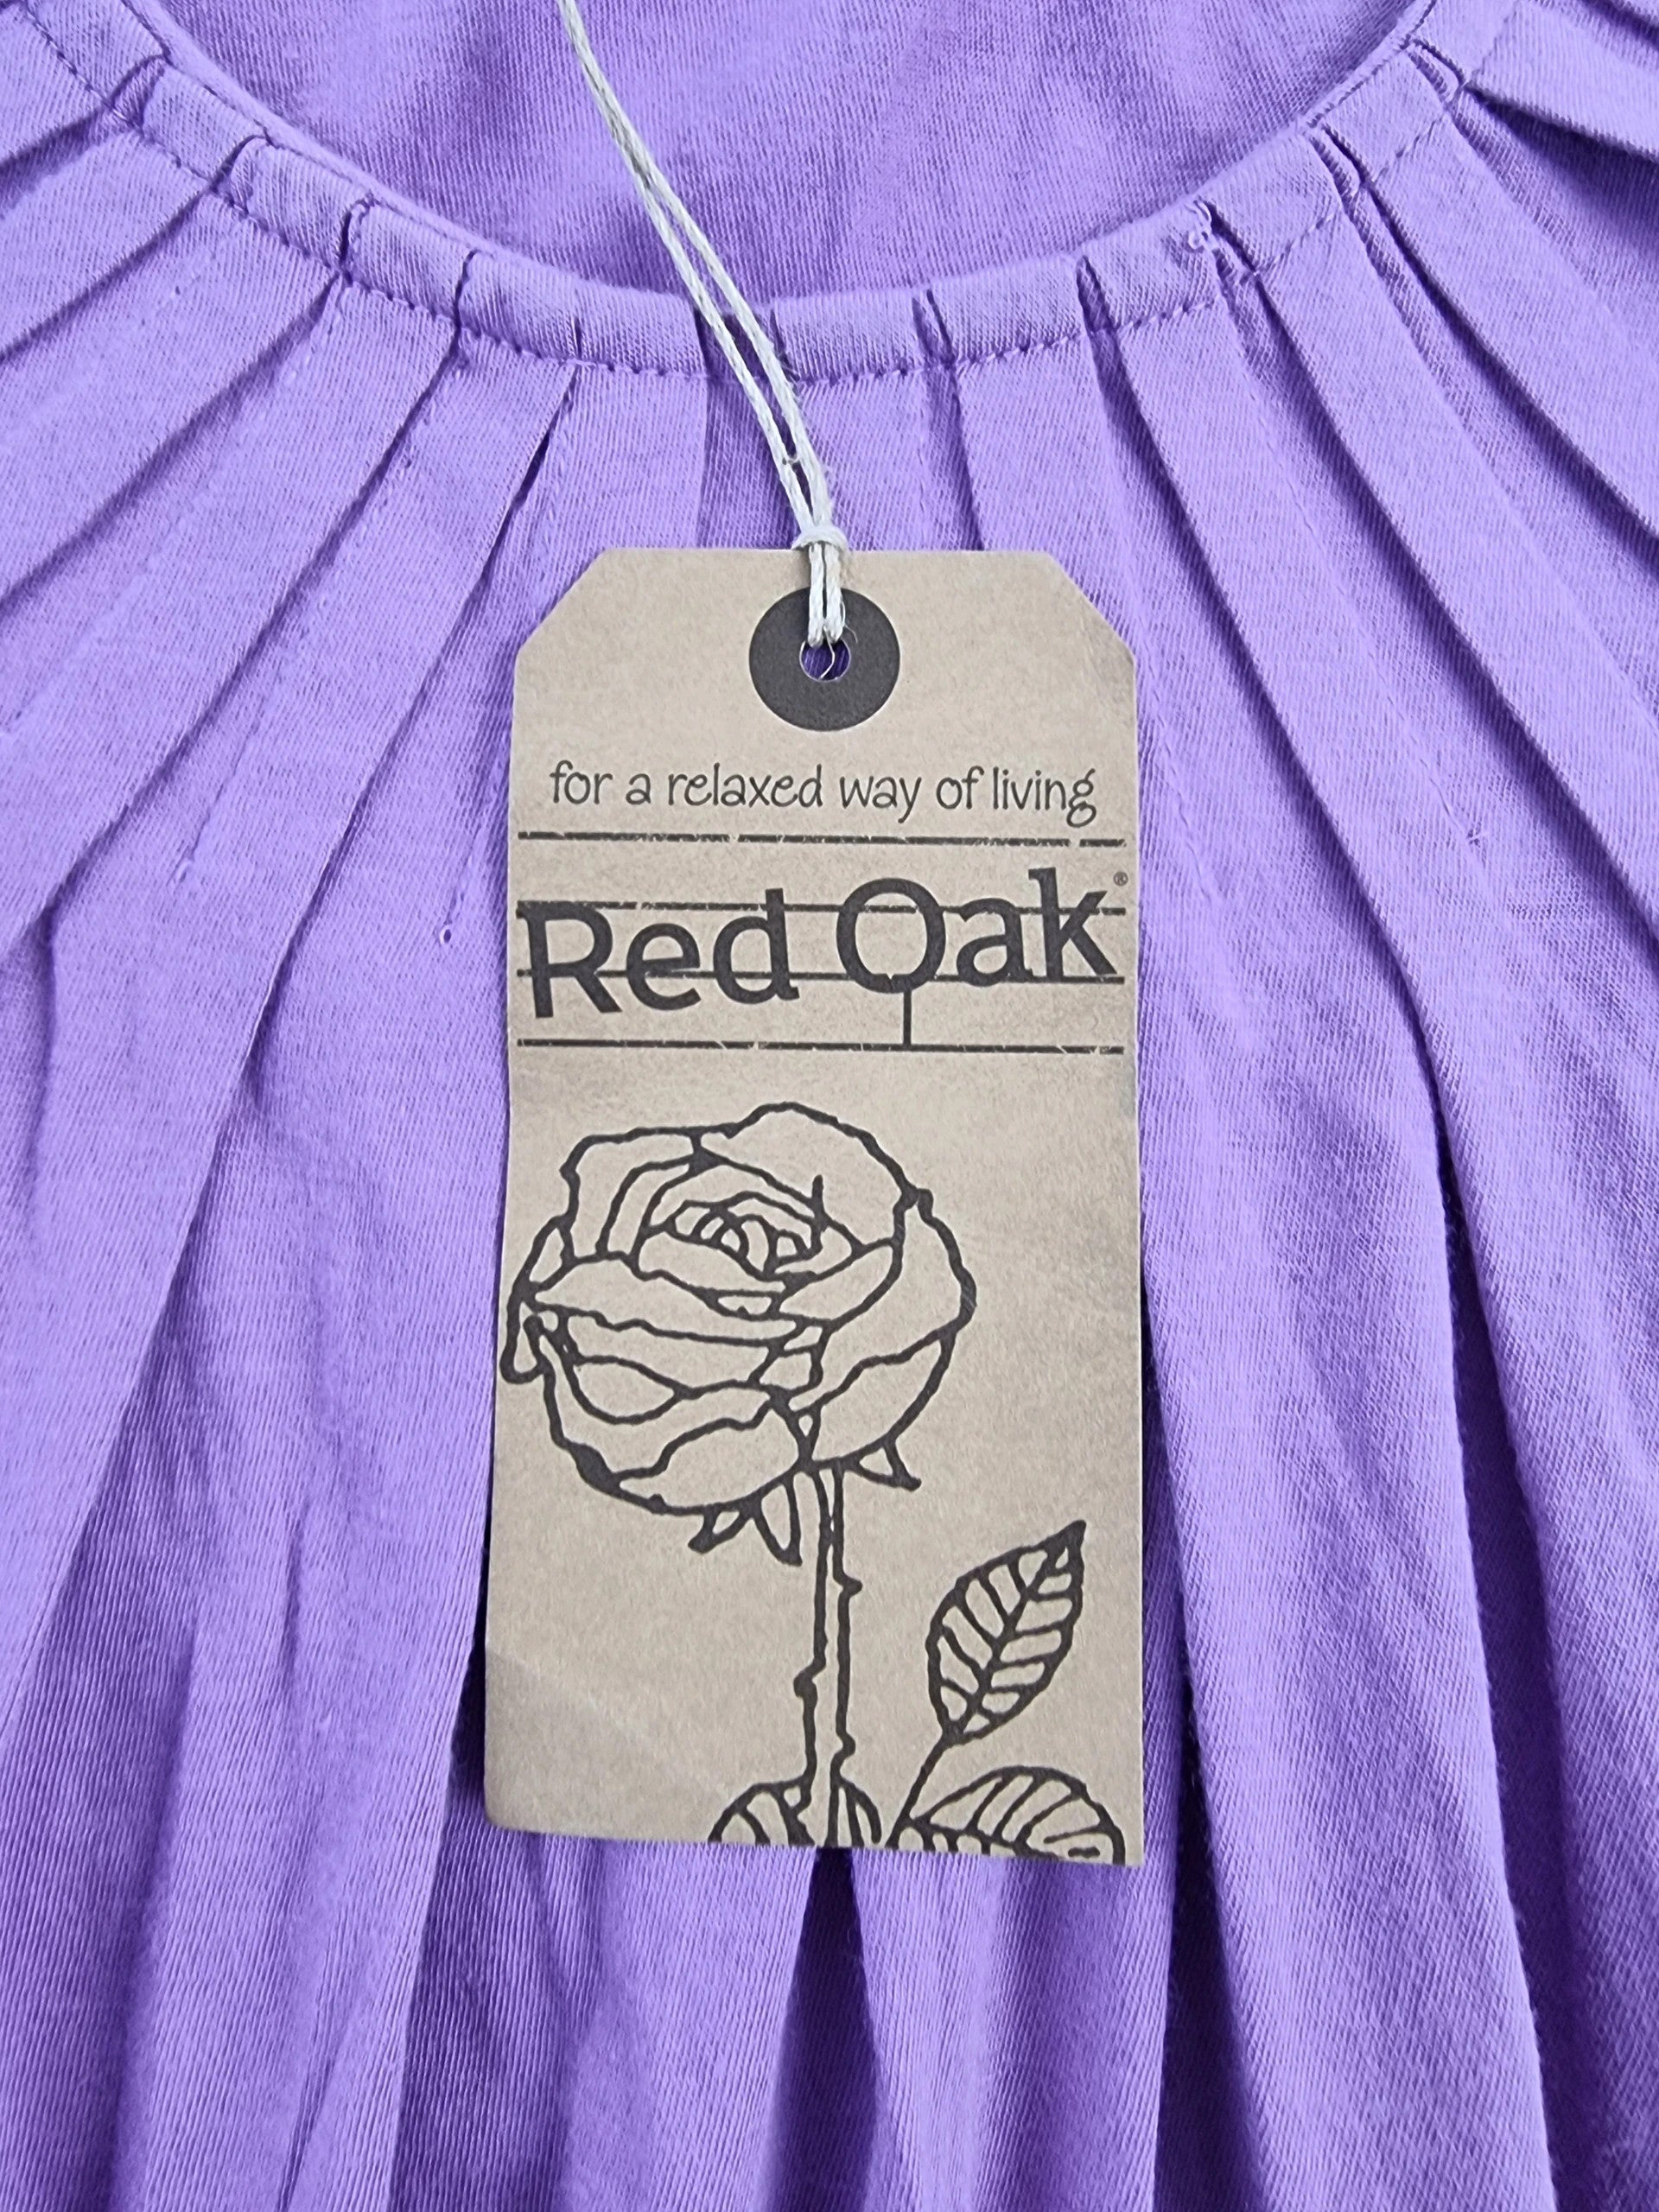 for a relaxed way of living
Red Oak®